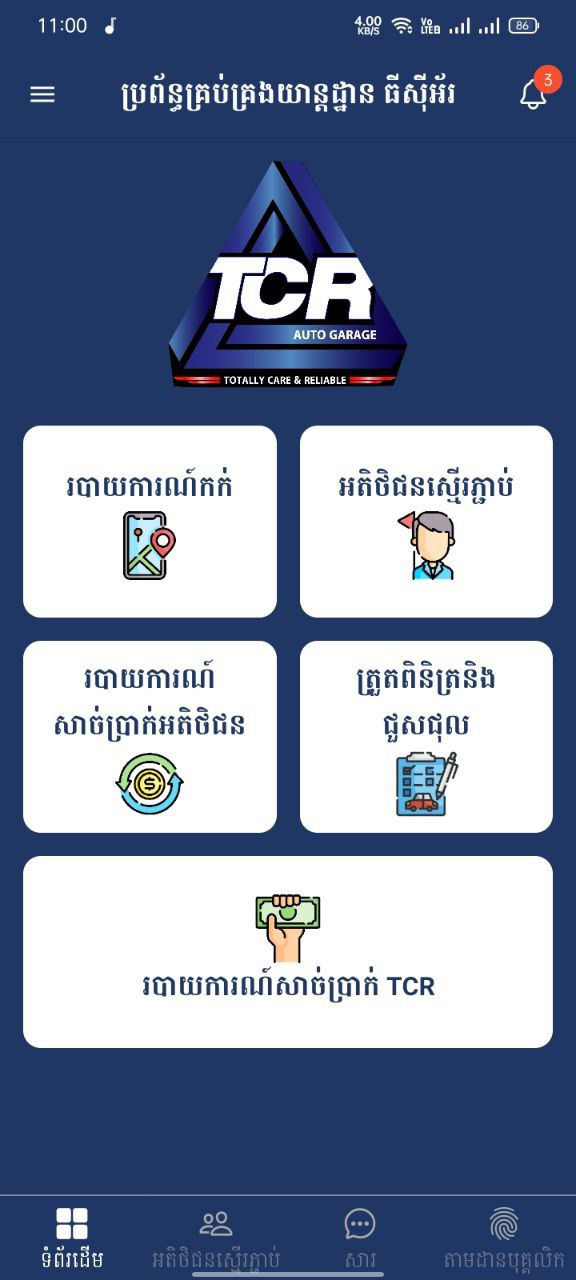 11:00
4.00
KB/S
Vo
LTE2
86
ប្រព័ន្ធគ្រប់គ្រងយានដ្ឋាន ធីស៊ីអ័រ
3
TCR
AUTO GARAGE
TOTALLY CARE & RELIABLE
របាយការណ៍កក់
អតិថិជនស្នើរភ្ជាប់
របាយការណ៍
សាច់ប្រាក់អតិថិជន
ត្រួតពិនិត្រនិង
ជួសជុល
របាយការណ៍សាច់ប្រាក់ TCR
ទំព័រដើម
អតិថិជនស្នើរភ្ជាប់
សារ
តាមដានបុគ្គលិក